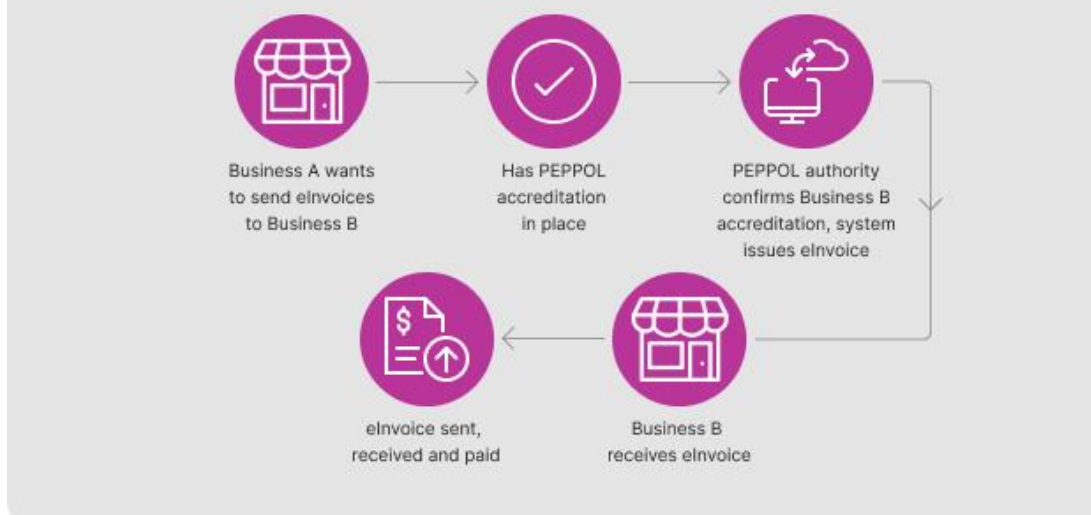 Business A wants
to send eInvoices
to Business B
Has PEPPOL
accreditation
in place
PEPPOL authority
confirms Business B
accreditation, system
issues eInvoice
$
Business B
receives eInvoice
eInvoice sent,
received and paid